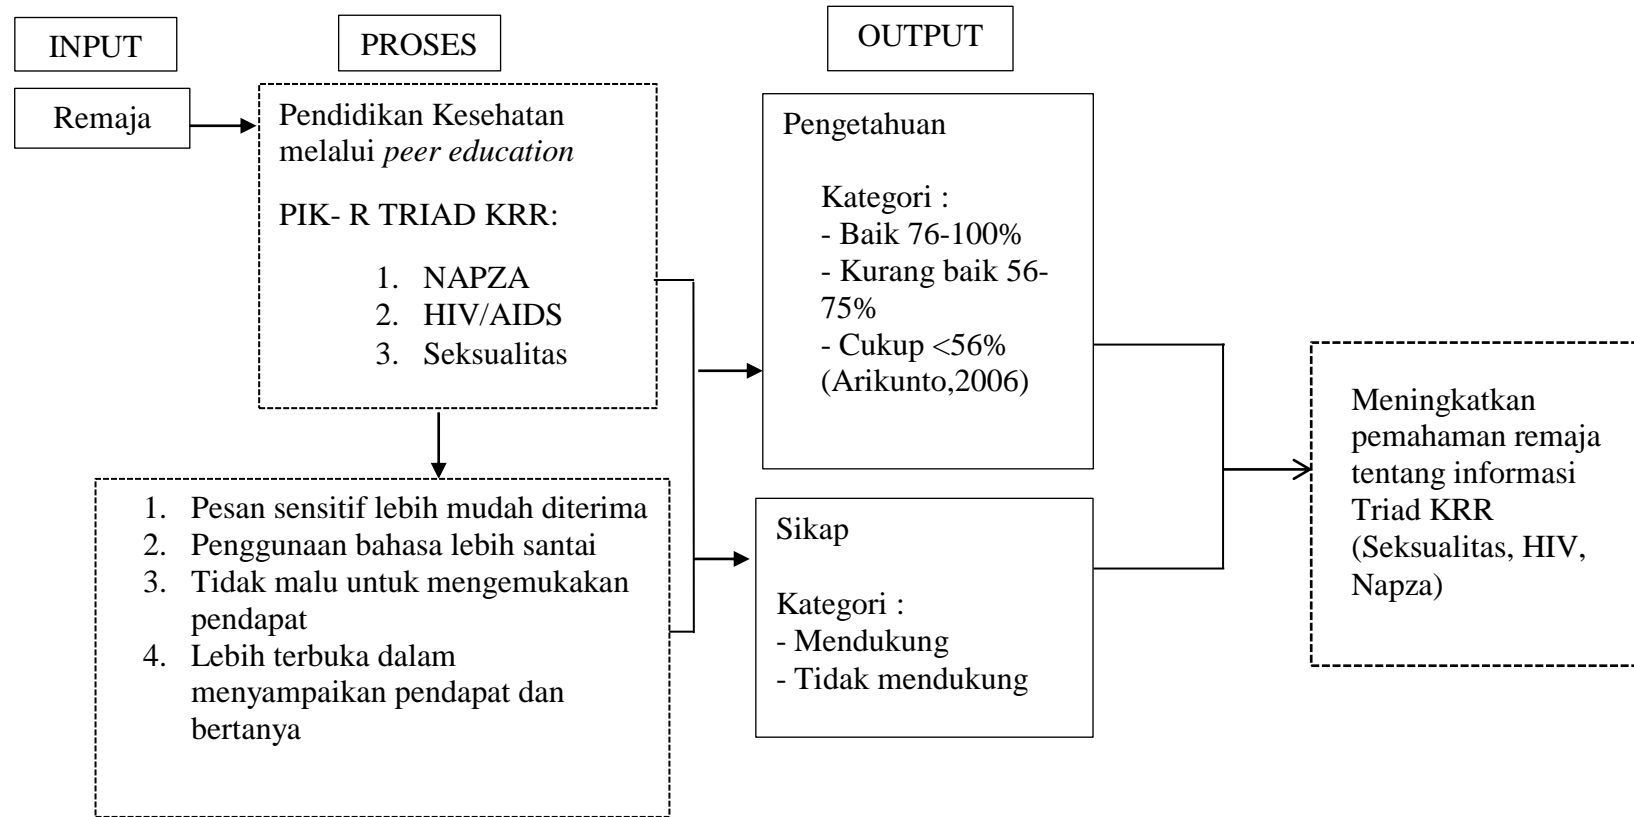 INPUT
PROSES
OUTPUT
Remaja
Pendidikan Kesehatan
melalui peer education
PIK- R TRIAD KRR:
1. NAPZA
2. HIV/AIDS
3. Seksualitas
1. Pesan sensitif lebih mudah diterima
2. Penggunaan bahasa lebih santai
3. Tidak malu untuk mengemukakan
pendapat
4. Lebih terbuka dalam
menyampaikan pendapat dan
bertanya
Pengetahuan
Kategori :
- Baik 76-100%
- Kurang baik 56-
75%
- Cukup <56%
(Arikunto,2006)
Sikap
Kategori :
- Mendukung
- Tidak mendukung
Meningkatkan
pemahaman remaja
tentang informasi
Triad KRR
(Seksualitas, HIV,
Napza)